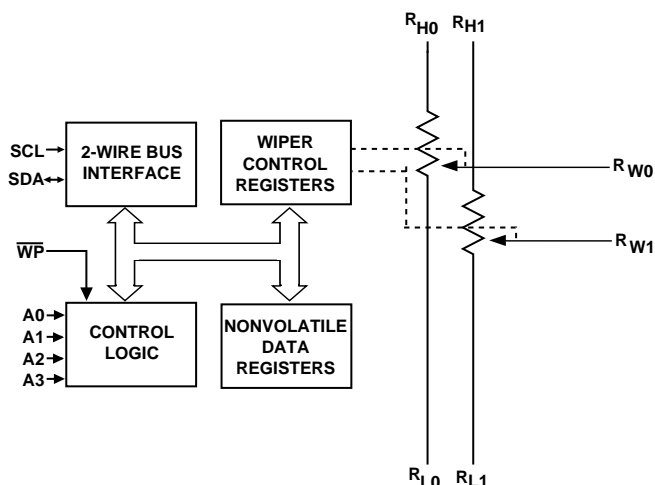 RH0 RH1
SCL
SDA
2-WIRE BUS
INTERFACE
WIPER
CONTROL
REGISTERS
RW0
RW1
WP
A0
A1
A2
A3
CONTROL
LOGIC
NONVOLATILE
DATA
REGISTERS
RL0 RL1